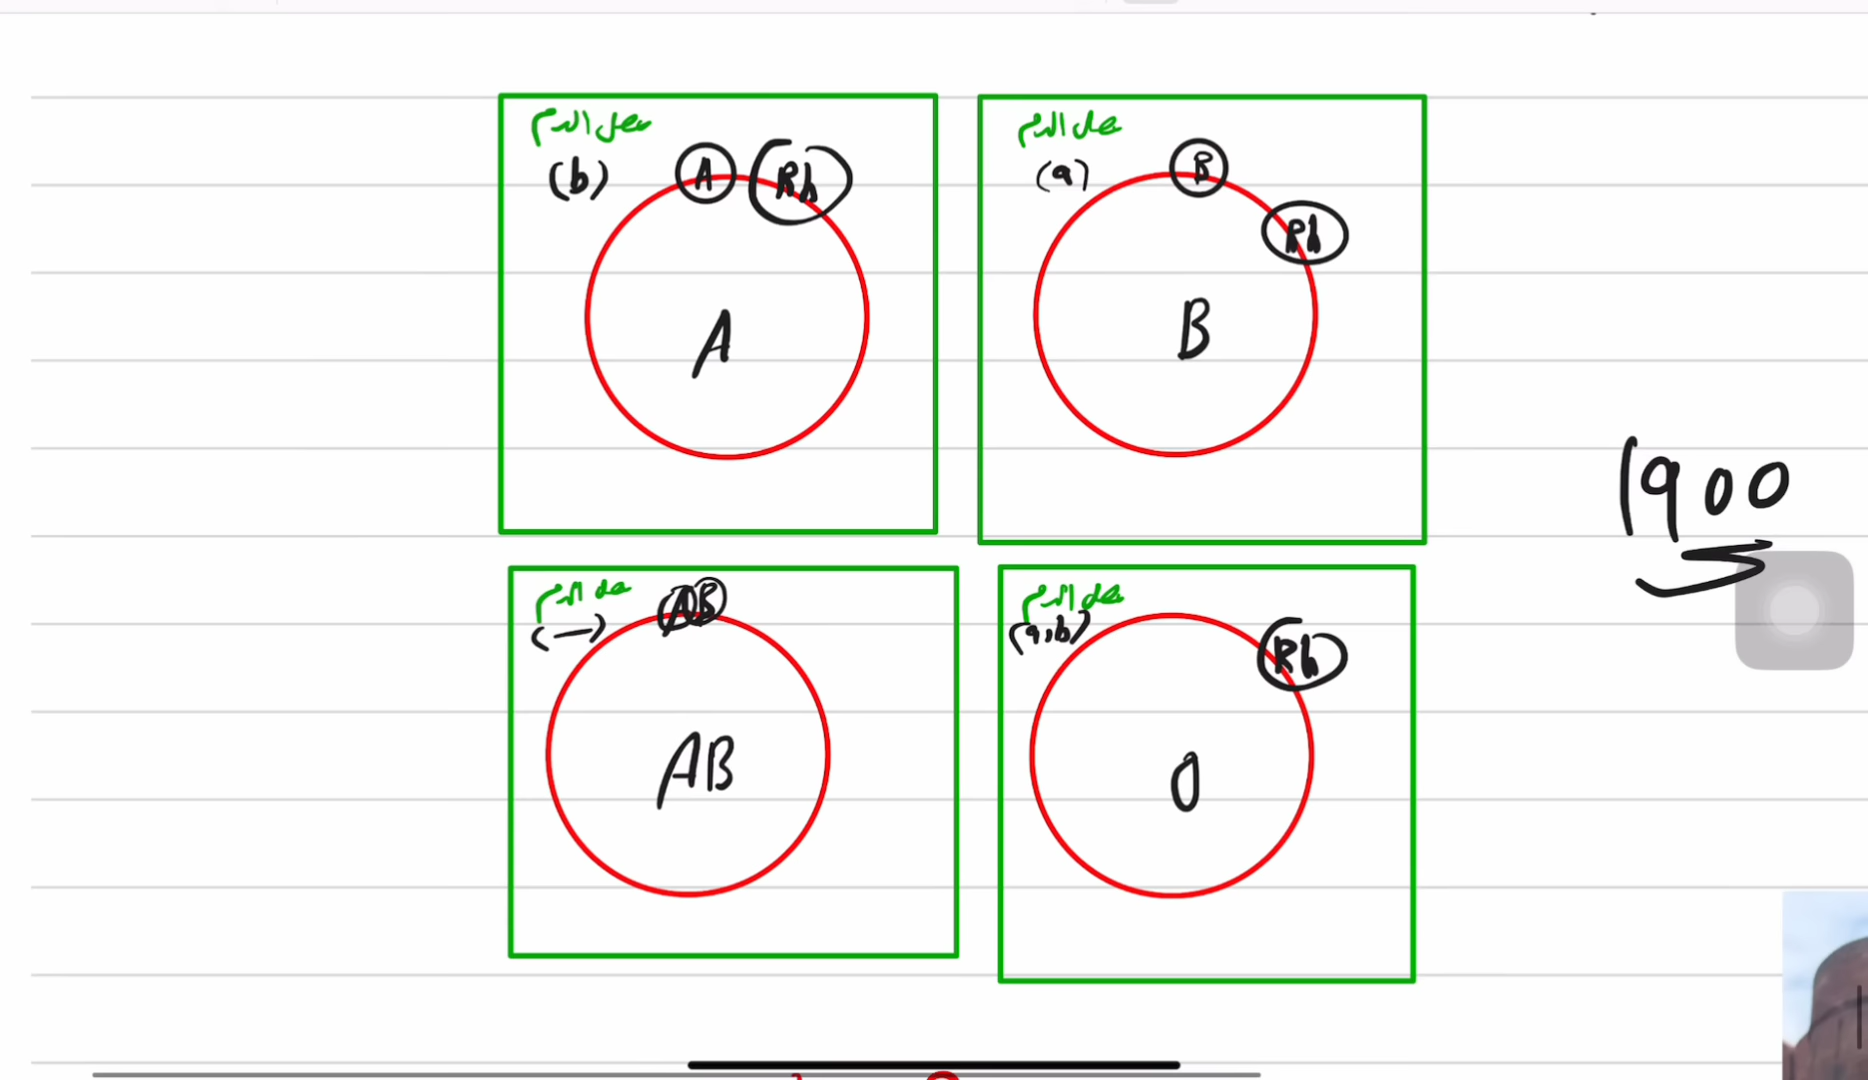 مصل الدم
(b) A Rh
A
مصل الدم
(a) B Rh
B
1900
مصل الدم
(—) AB
AB
مصل الدم
(a,b) Rh
O